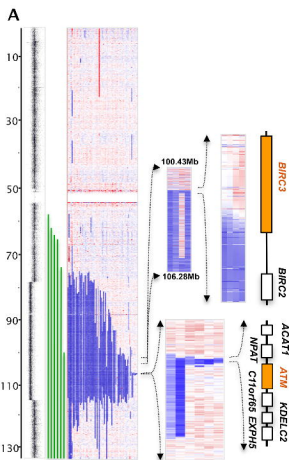 A
10
30
50
70
90
110
130
100.43Mb
106.28Mb
BIRC3
BIRC2
ACAT1
NPAT
ATM
C11orf65
KDELC2
EXPH5